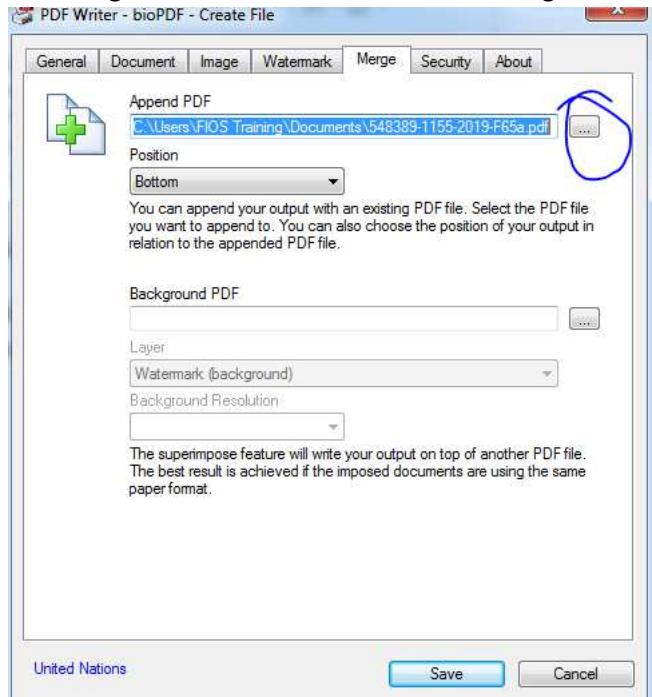 PDF Writer - bioPDF - Create File
General Document Image Watermark Merge Security About
Append PDF
C:\Users\FIOS Training\Documents\548389-1155-2019-F65a.pdf ...
Position
Bottom
You can append your output with an existing PDF file. Select the PDF file
you want to append to. You can also choose the position of your output in
relation to the appended PDF file.
Background PDF
...
Layer
Watermark (background)
Background Resolution
The superimpose feature will write your output on top of another PDF file.
The best result is achieved if the imposed documents are using the same
paper format.
United Nations Save Cancel